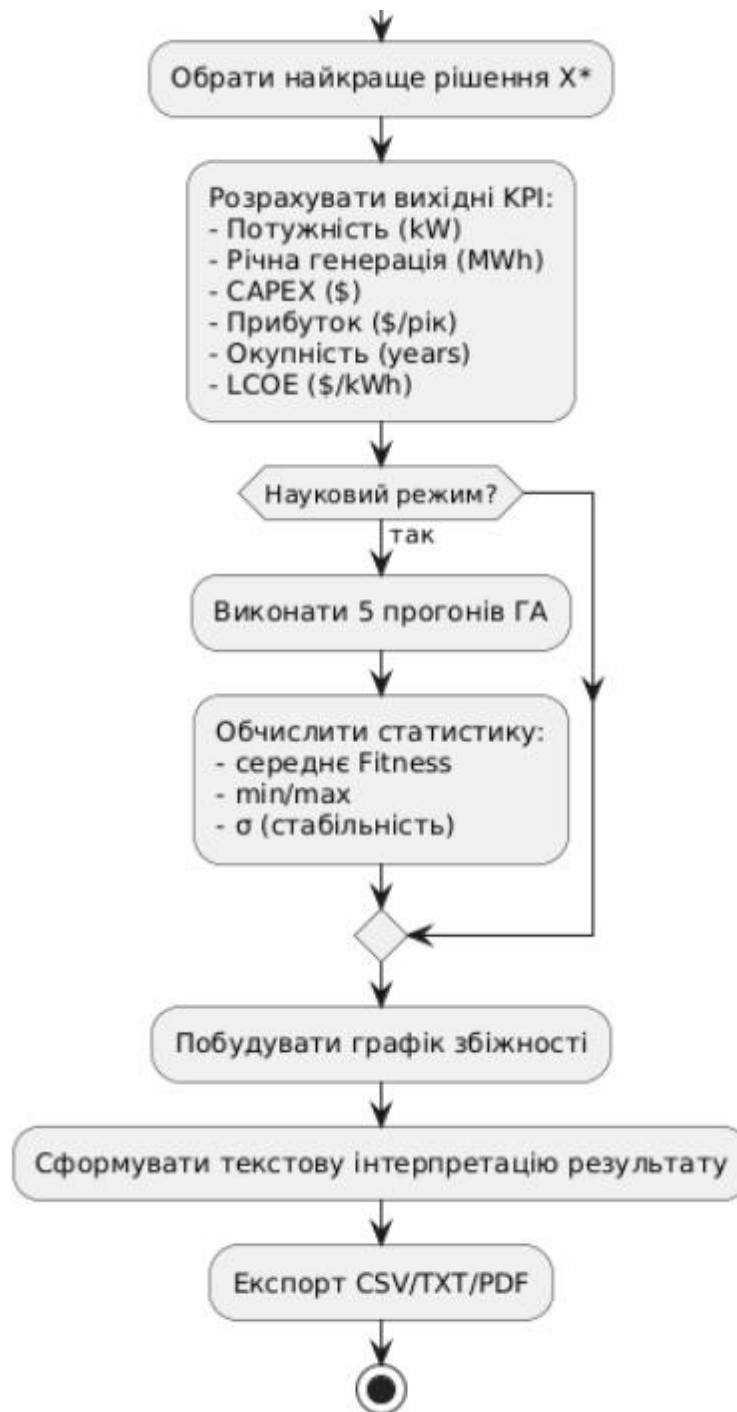 Обрати найкраще рішення X*
Розрахувати вихідні KPI:
- Потужність (kW)
- Річна генерація (MWh)
- CAPEX ($)
- Прибуток ($/рік)
- Окупність (years)
- LCOE ($/kWh)
Науковий режим?
так
Виконати 5 прогонів ГА
Обчислити статистику:
- середнє Fitness
- min/max
- σ (стабільність)
Побудувати графік збіжності
Сформувати текстову інтерпретацію результату
Експорт CSV/TXT/PDF